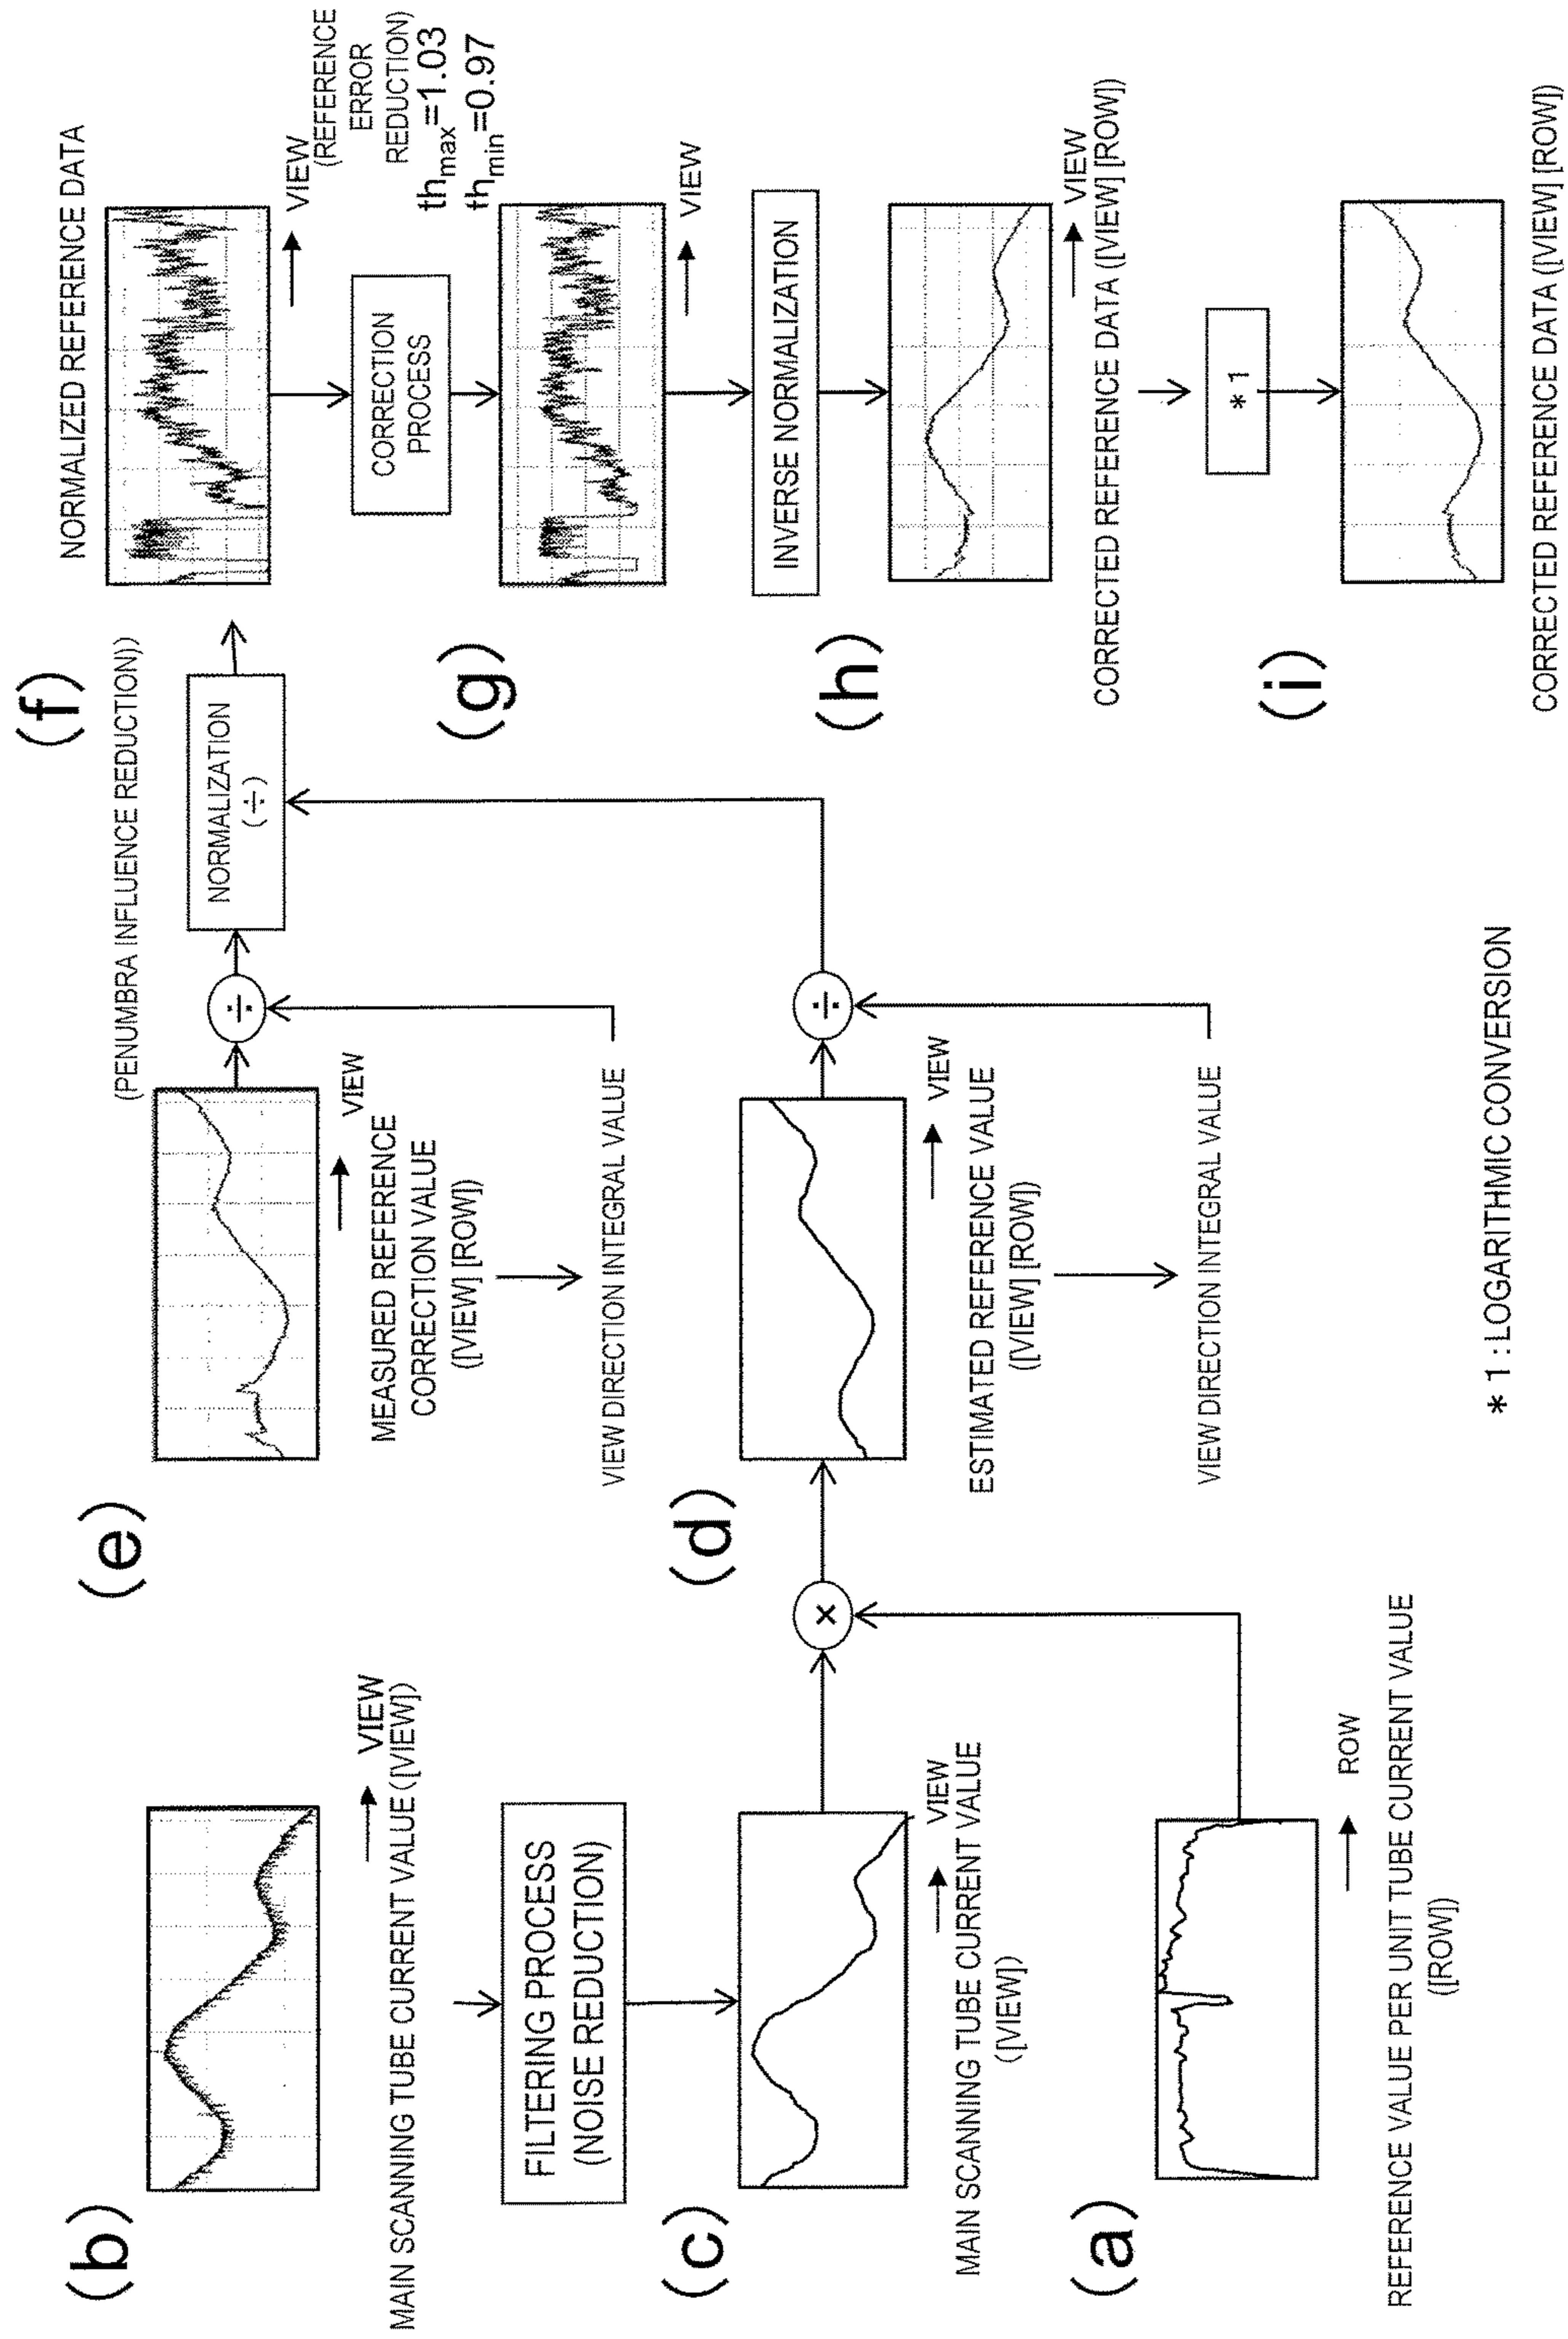 (b)
VIEW
MAIN SCANNING TUBE CURRENT VALUE ([VIEW])
FILTERING PROCESS
(NOISE REDUCTION)
(c)
VIEW
MAIN SCANNING TUBE CURRENT VALUE
([VIEW])
(a)
ROW
REFERENCE VALUE PER UNIT TUBE CURRENT VALUE
([ROW])
×
(e)
VIEW
MEASURED REFERENCE
CORRECTION VALUE
([VIEW] [ROW])
VIEW DIRECTION INTEGRAL VALUE
÷
(d)
VIEW
ESTIMATED REFERENCE VALUE
([VIEW] [ROW])
VIEW DIRECTION INTEGRAL VALUE
÷
(PENUMBRA INFLUENCE REDUCTION)
NORMALIZATION
(÷)
(f)
NORMALIZED REFERENCE DATA
VIEW
(REFERENCE
ERROR
REDUCTION)
thmax=1.03
thmin=0.97
CORRECTION
PROCESS
(g)
VIEW
INVERSE NORMALIZATION
(h)
VIEW
CORRECTED REFERENCE DATA ([VIEW] [ROW])
* 1
(i)
CORRECTED REFERENCE DATA ([VIEW] [ROW])
* 1 : LOGARITHMIC CONVERSION